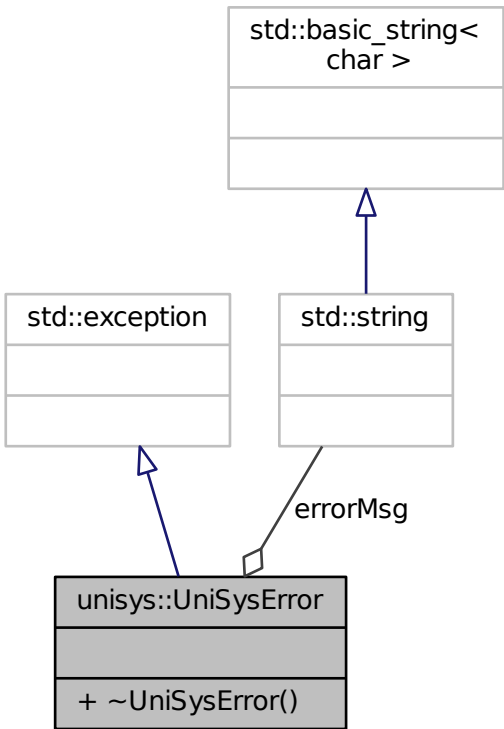 std::basic_string<
char >
std::exception
std::string
errorMsg
unisys::UniSysError
+ ~UniSysError()